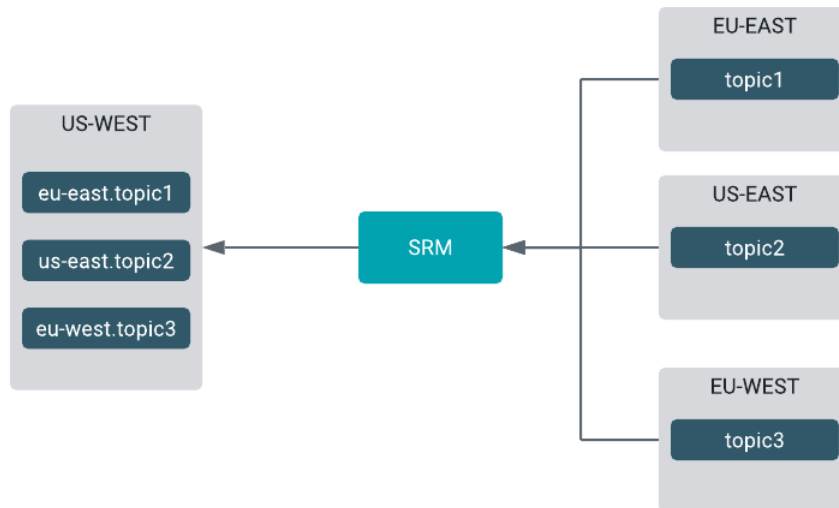 US-WEST
eu-east.topic1
us-east.topic2
eu-west.topic3
SRM
EU-EAST
topic1
US-EAST
topic2
EU-WEST
topic3